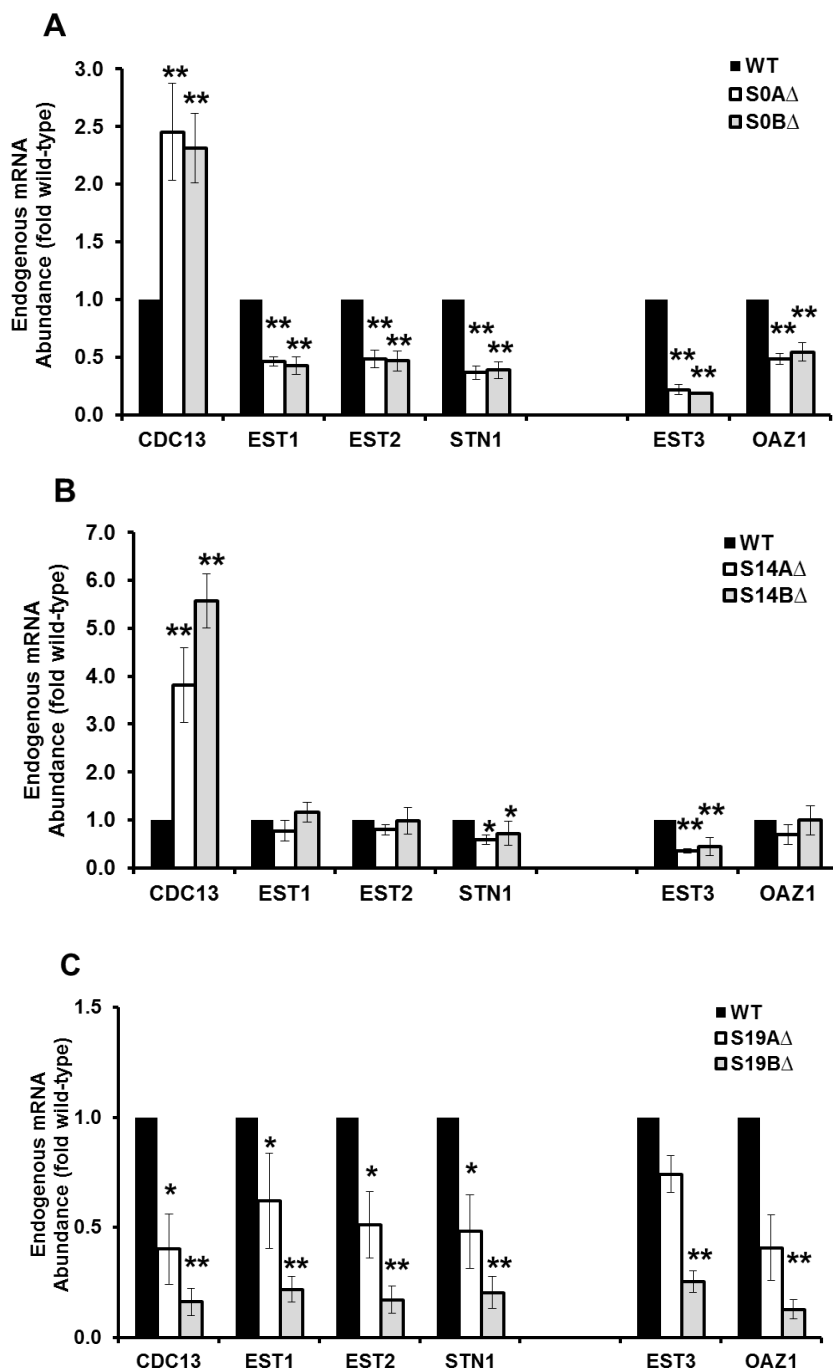 A
Endogenous mRNA
Abundance (fold wild-type)
3.0
2.5
2.0
1.5
1.0
0.5
0.0
WT
S0AΔ
S0BΔ
** **
** ** ** ** ** ** ** ** ** **
CDC13 EST1 EST2 STN1 EST3 OAZ1
B
Endogenous mRNA
Abundance (fold wild-type)
7.0
6.0
5.0
4.0
3.0
2.0
1.0
0.0
WT
S14AΔ
S14BΔ
** **
* * ** **
CDC13 EST1 EST2 STN1 EST3 OAZ1
C
Endogenous mRNA
Abundance (fold wild-type)
1.5
1.0
0.5
0.0
WT
S19AΔ
S19BΔ
* ** * ** * ** * ** ** **
CDC13 EST1 EST2 STN1 EST3 OAZ1